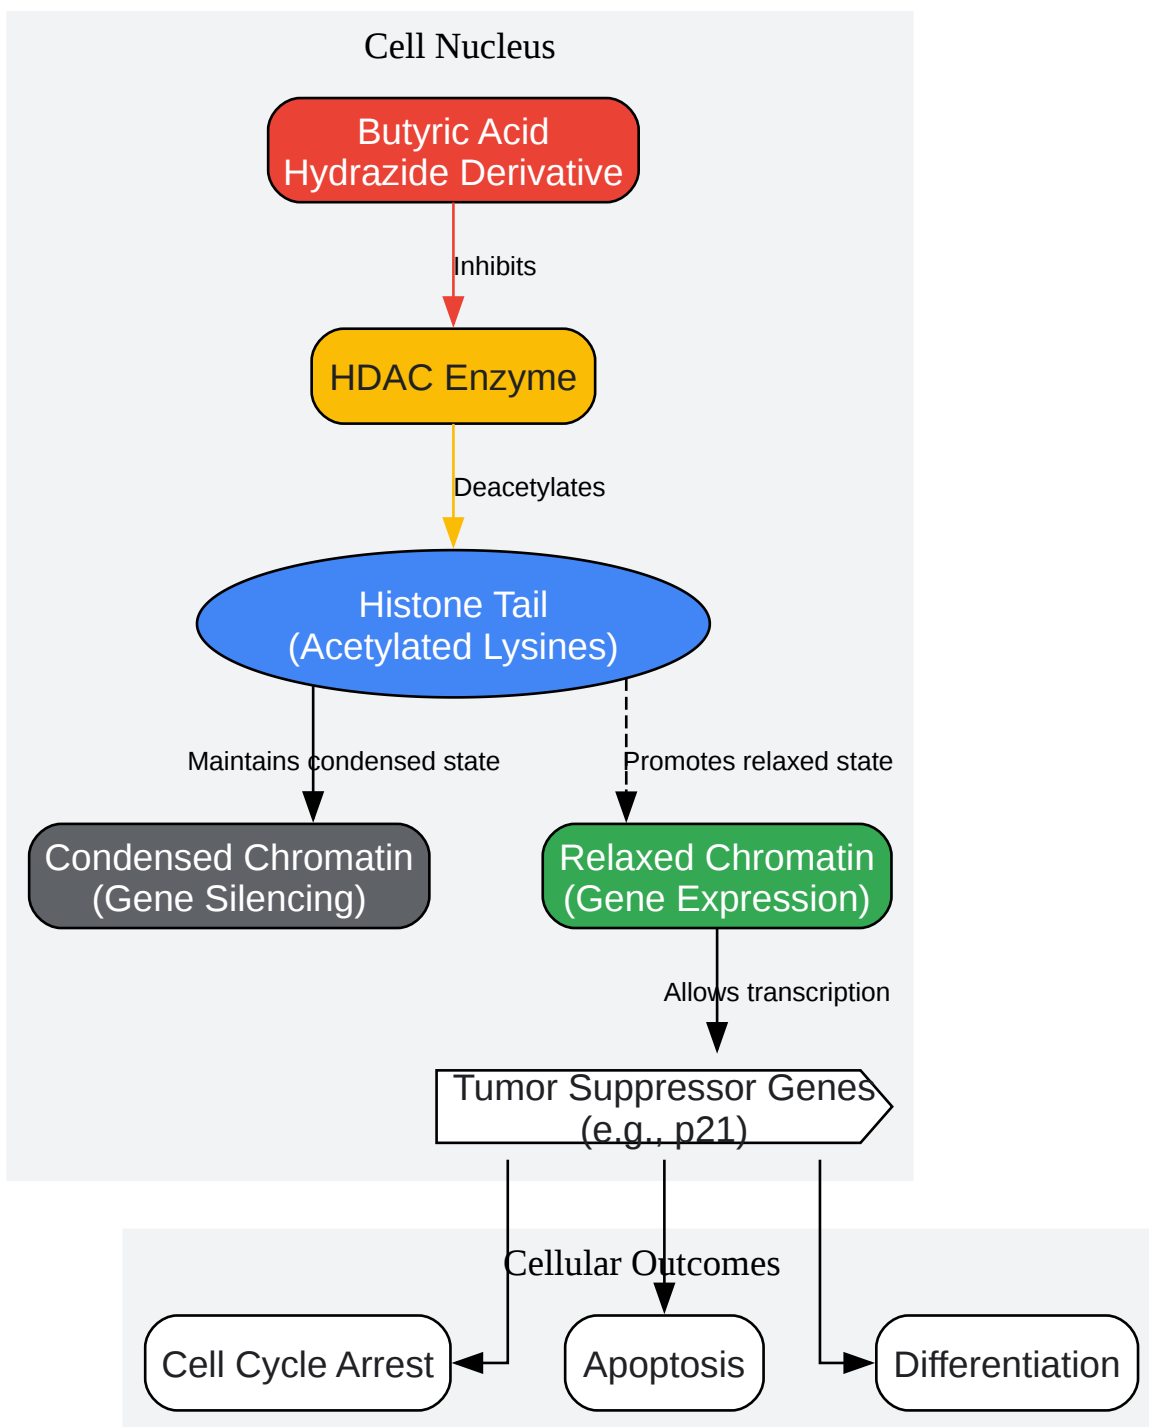 Cell Nucleus
Butyric Acid
Hydrazide Derivative
Inhibits
HDAC Enzyme
Deacetylates
Histone Tail
(Acetylated Lysines)
Maintains condensed state
Promotes relaxed state
Condensed Chromatin
(Gene Silencing)
Relaxed Chromatin
(Gene Expression)
Allows transcription
Tumor Suppressor Genes
(e.g., p21)
Cellular Outcomes
Cell Cycle Arrest
Apoptosis
Differentiation